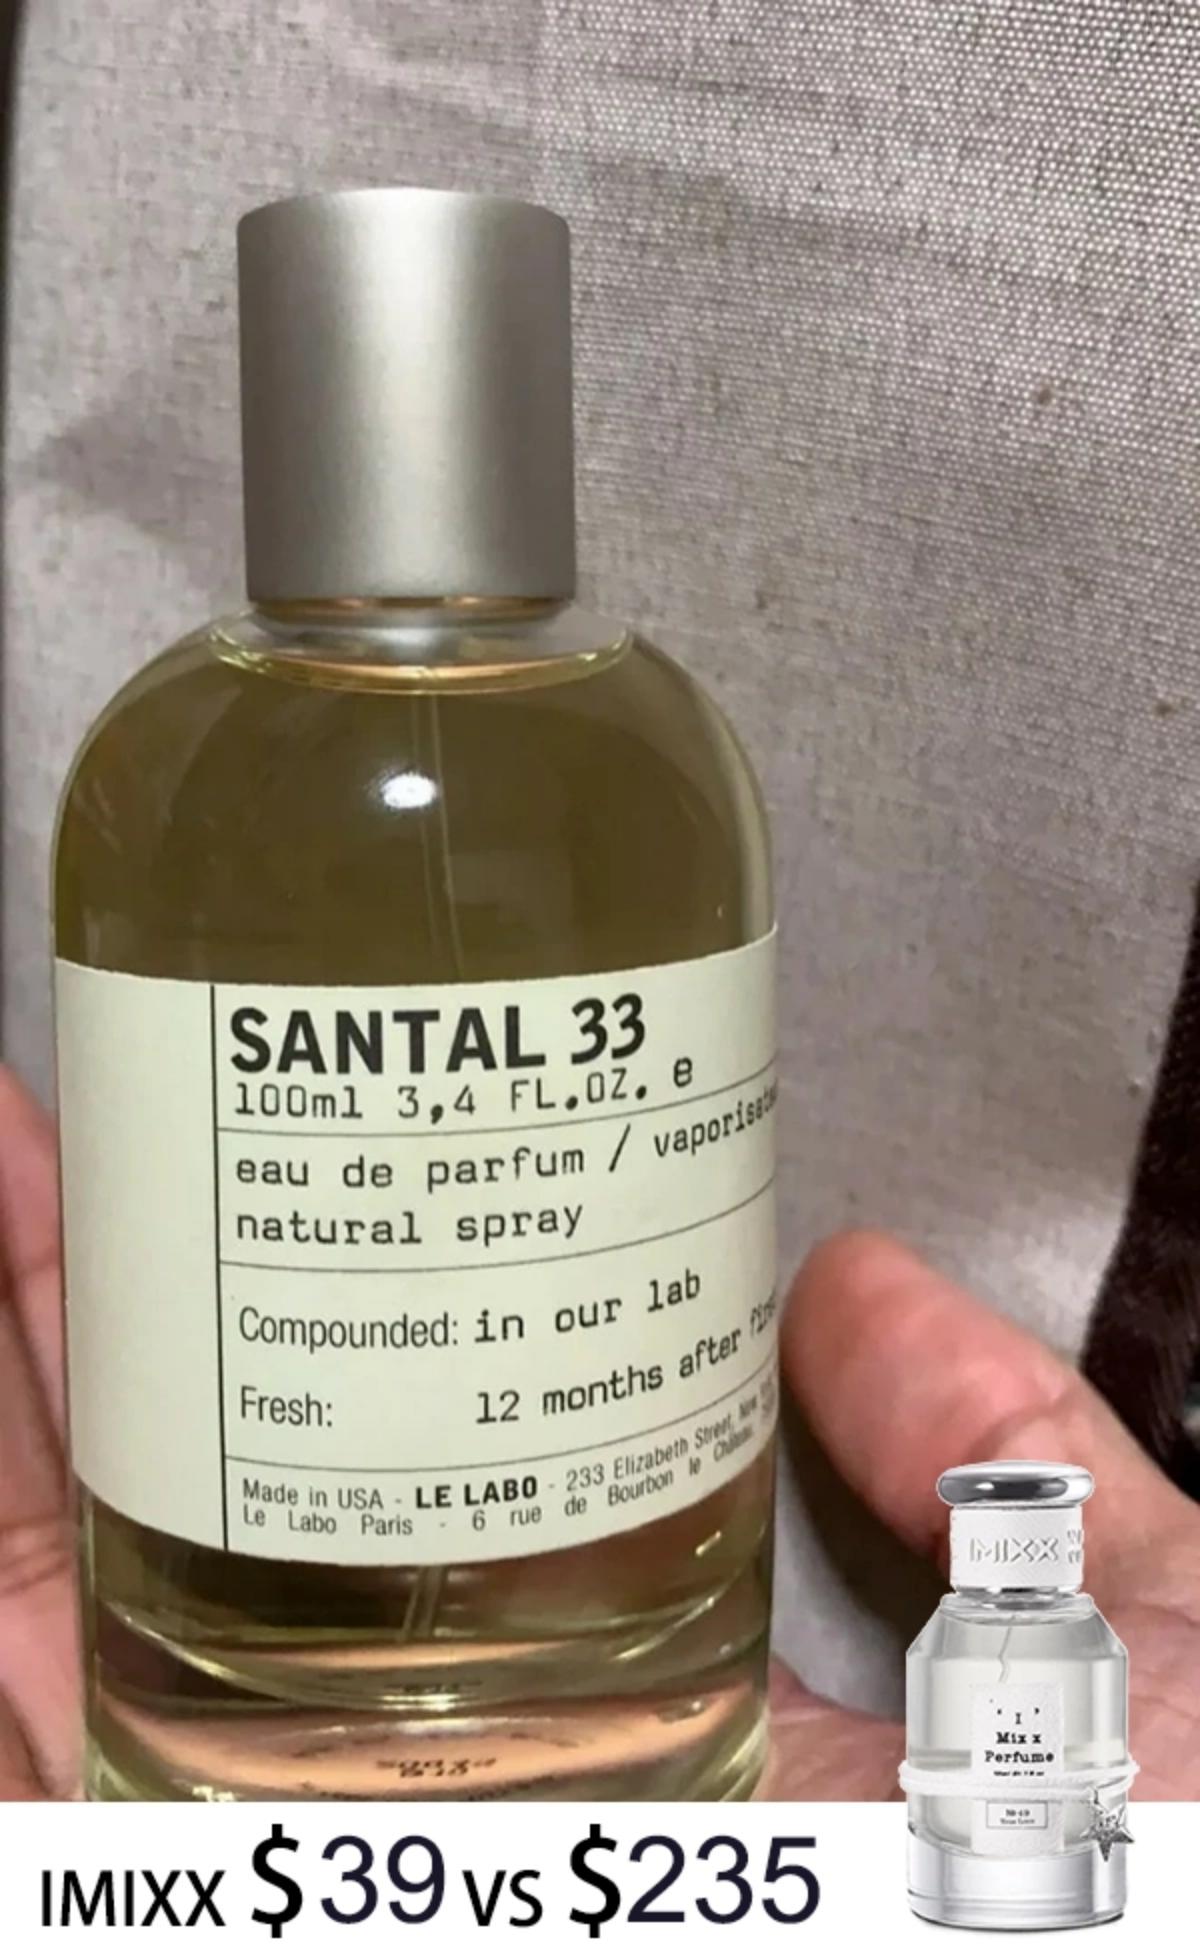 SANTAL 33
100ml 3,4 FL.OZ. e
eau de parfum /
natural spray
Compounded: in our lab
Fresh: 12 months after
Made in USA - LE LABO - 233 Elizabeth Street, New
Le Labo Paris - 6 rue de Bourbon le
IMIXX
I
Mix x
Perfume
IMIXX $39 VS $235